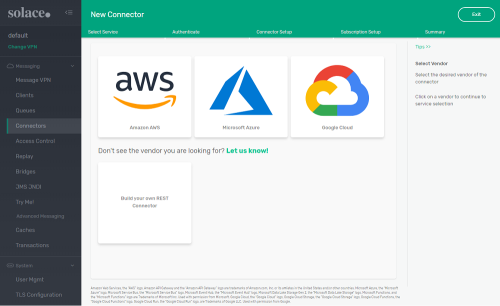 solace.
New Connector
Exit
default
Change VPN
Select Service
Authenticate
Connector Setup
Subscription Setup
Summary
Messaging
Message VPN
Clients
Queues
Connectors
Access Control
Replay
Bridges
JMS JNDI
Try Me!
Advanced Messaging
Caches
Transactions
System
User Mgmt
TLS Configuration
aws
Amazon AWS
Microsoft Azure
Google Cloud
Don't see the vendor you are looking for? Let us know!
Build your own REST
Connector
Tips >>
Select Vendor
Select the desired vendor of the
connector
Click on a vendor to continue to
service selection